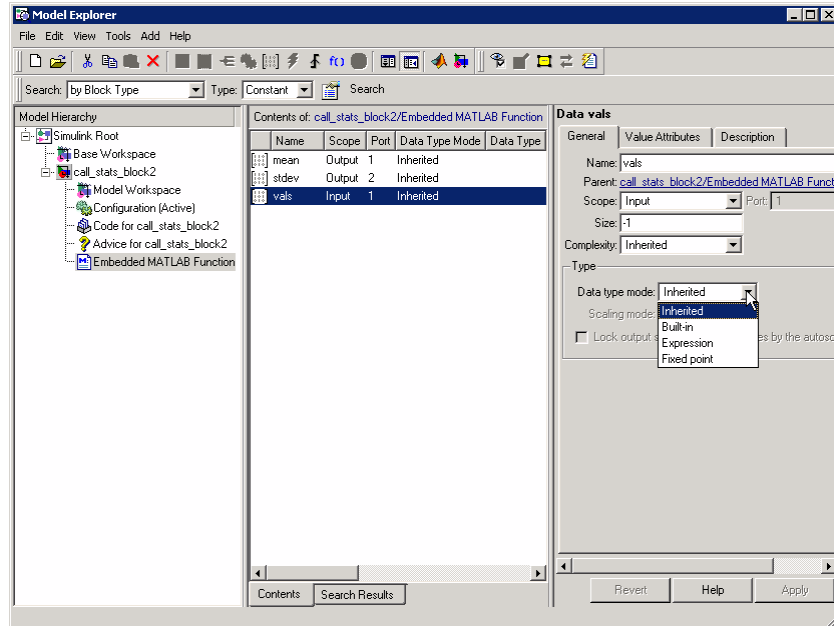 Model Explorer
File Edit View Tools Add Help
f()
Search: by Block Type Type: Constant Search
Model Hierarchy
Simulink Root
Base Workspace
call_stats_block2
Model Workspace
Configuration (Active)
Code for call_stats_block2
Advice for call_stats_block2
Embedded MATLAB Function
Contents of: call_stats_block2/Embedded MATLAB Function
Name Scope Port Data Type Mode Data Type
mean Output 1 Inherited
stdev Output 2 Inherited
vals Input 1 Inherited
Contents Search Results
Data vals
General Value Attributes Description
Name: vals
Parent: call_stats_block2/Embedded MATLAB Funct
Scope: Input Port: 1
Size: -1
Complexity: Inherited
Type
Data type mode: Inherited
Scaling mode: Inherited
Built-in
Lock output s Expression es by the autosc
Fixed point
Revert Help Apply